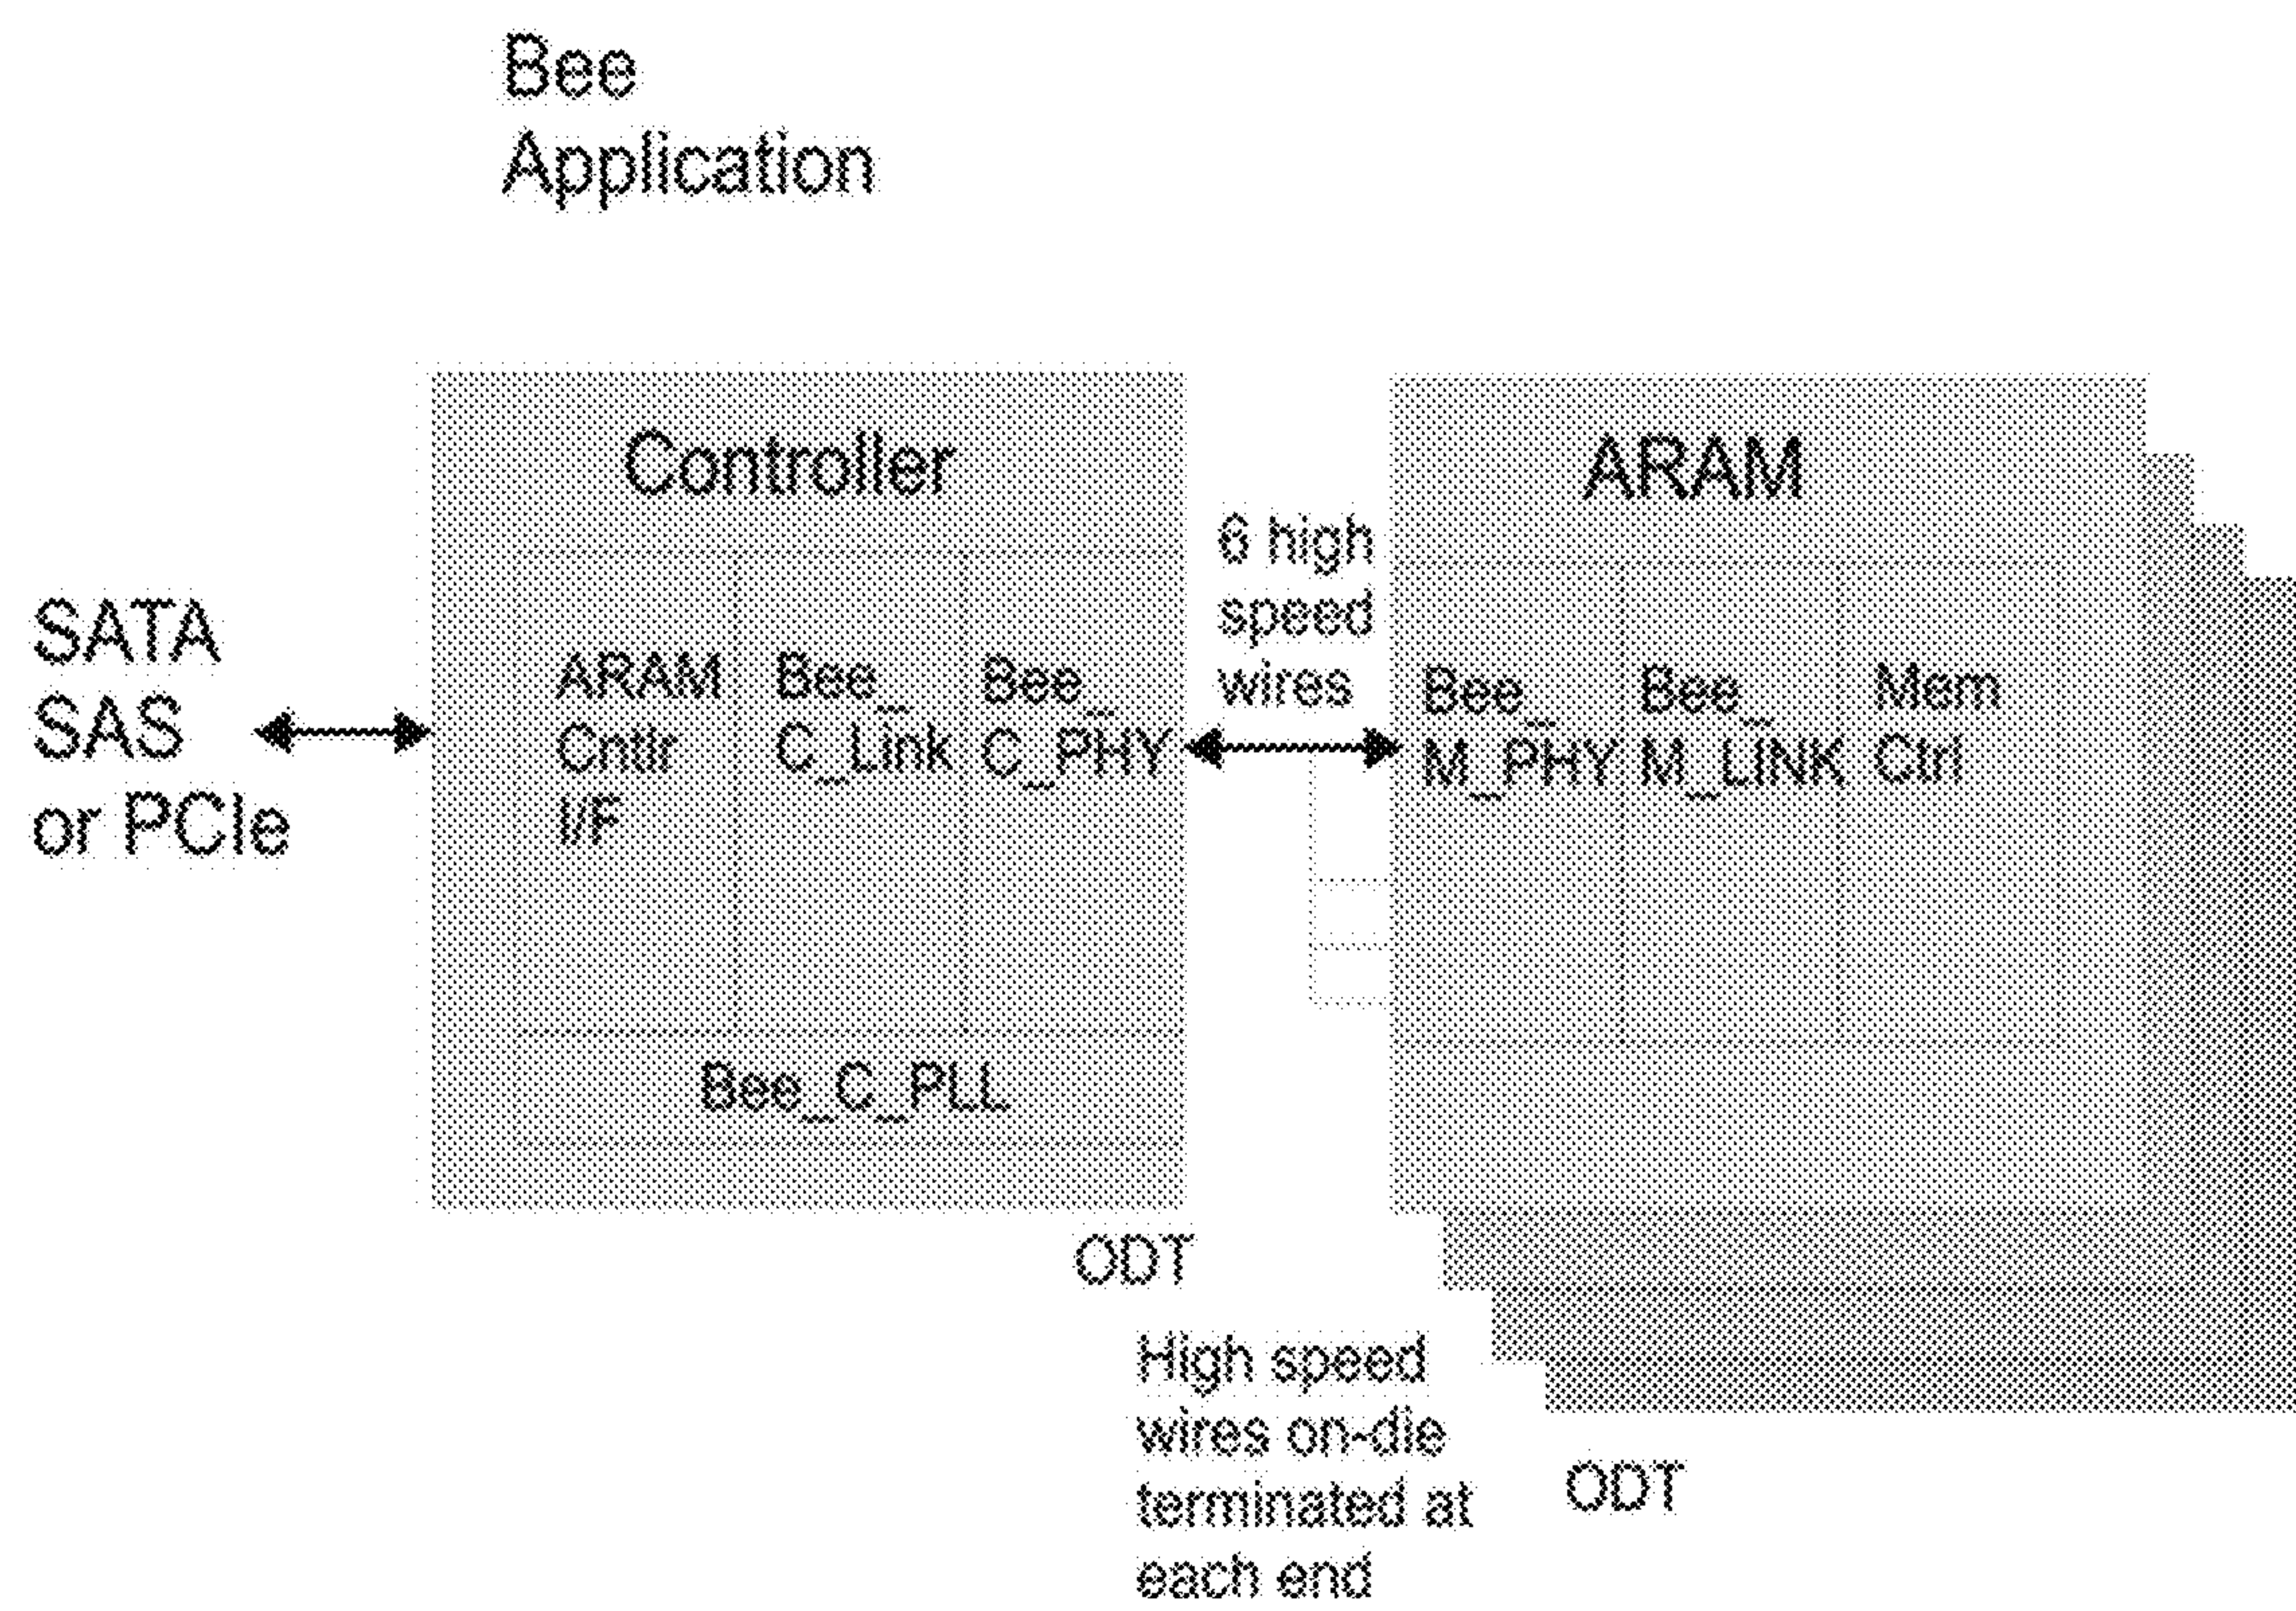 Bee
Application
Controller
ARAM
6 high
speed
wires
SATA
SAS
or PCIe
ARAM
Cntlr
I/F
Bee_
C_Link
Bee_
C_PHY
Bee_
M_PHY
Bee_
M_LINK
Mem
Ctrl
Bee_C_PLL
ODT
High speed
wires on-die
terminated at
each end
ODT